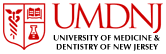 UMDNJ
UNIVERSITY OF MEDICINE &
DENTISTRY OF NEW JERSEY